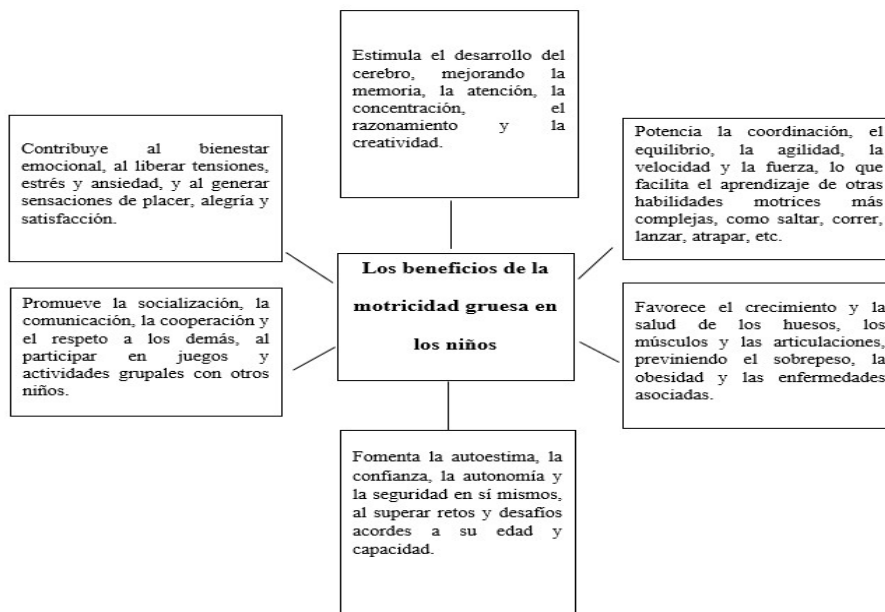 Estimula el desarrollo del
cerebro, mejorando la
memoria, la atención, la
concentración, el
razonamiento y la
creatividad.
Contribuye al bienestar
emocional, al liberar tensiones,
estrés y ansiedad, y al generar
sensaciones de placer, alegría y
satisfacción.
Potencia la coordinación, el
equilibrio, la agilidad, la
velocidad y la fuerza, lo que
facilita el aprendizaje de otras
habilidades motrices más
complejas, como saltar, correr,
lanzar, atrapar, etc.
Los beneficios de la
motricidad gruesa en
los niños
Promueve la socialización, la
comunicación, la cooperación y
el respeto a los demás, al
participar en juegos y
actividades grupales con otros
niños.
Favorece el crecimiento y la
salud de los huesos, los
músculos y las articulaciones,
previniendo el sobrepeso, la
obesidad y las enfermedades
asociadas.
Fomenta la autoestima, la
confianza, la autonomía y
la seguridad en sí mismos,
al superar retos y desafíos
acordes a su edad y
capacidad.